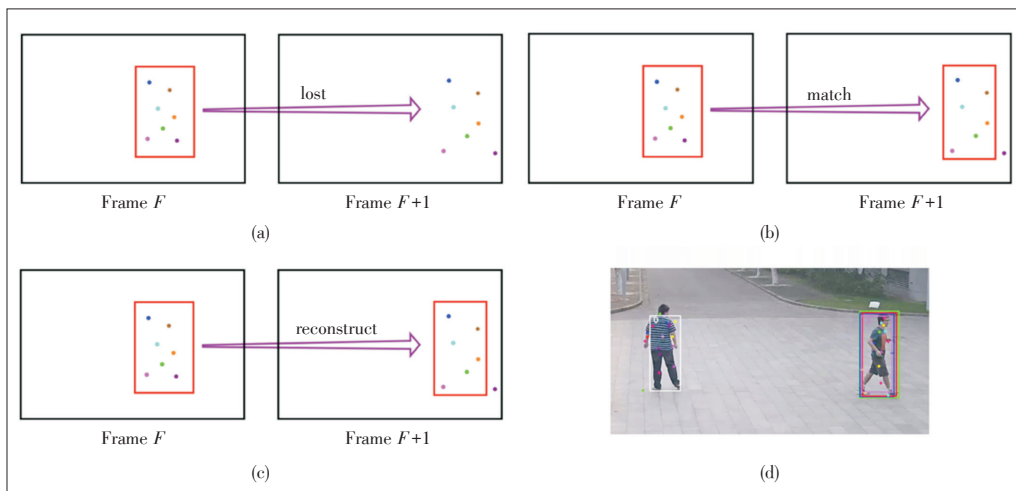 lost
Frame F
Frame F+1
(a)
match
Frame F
Frame F+1
(b)
reconstruct
Frame F
Frame F+1
(c)
(d)